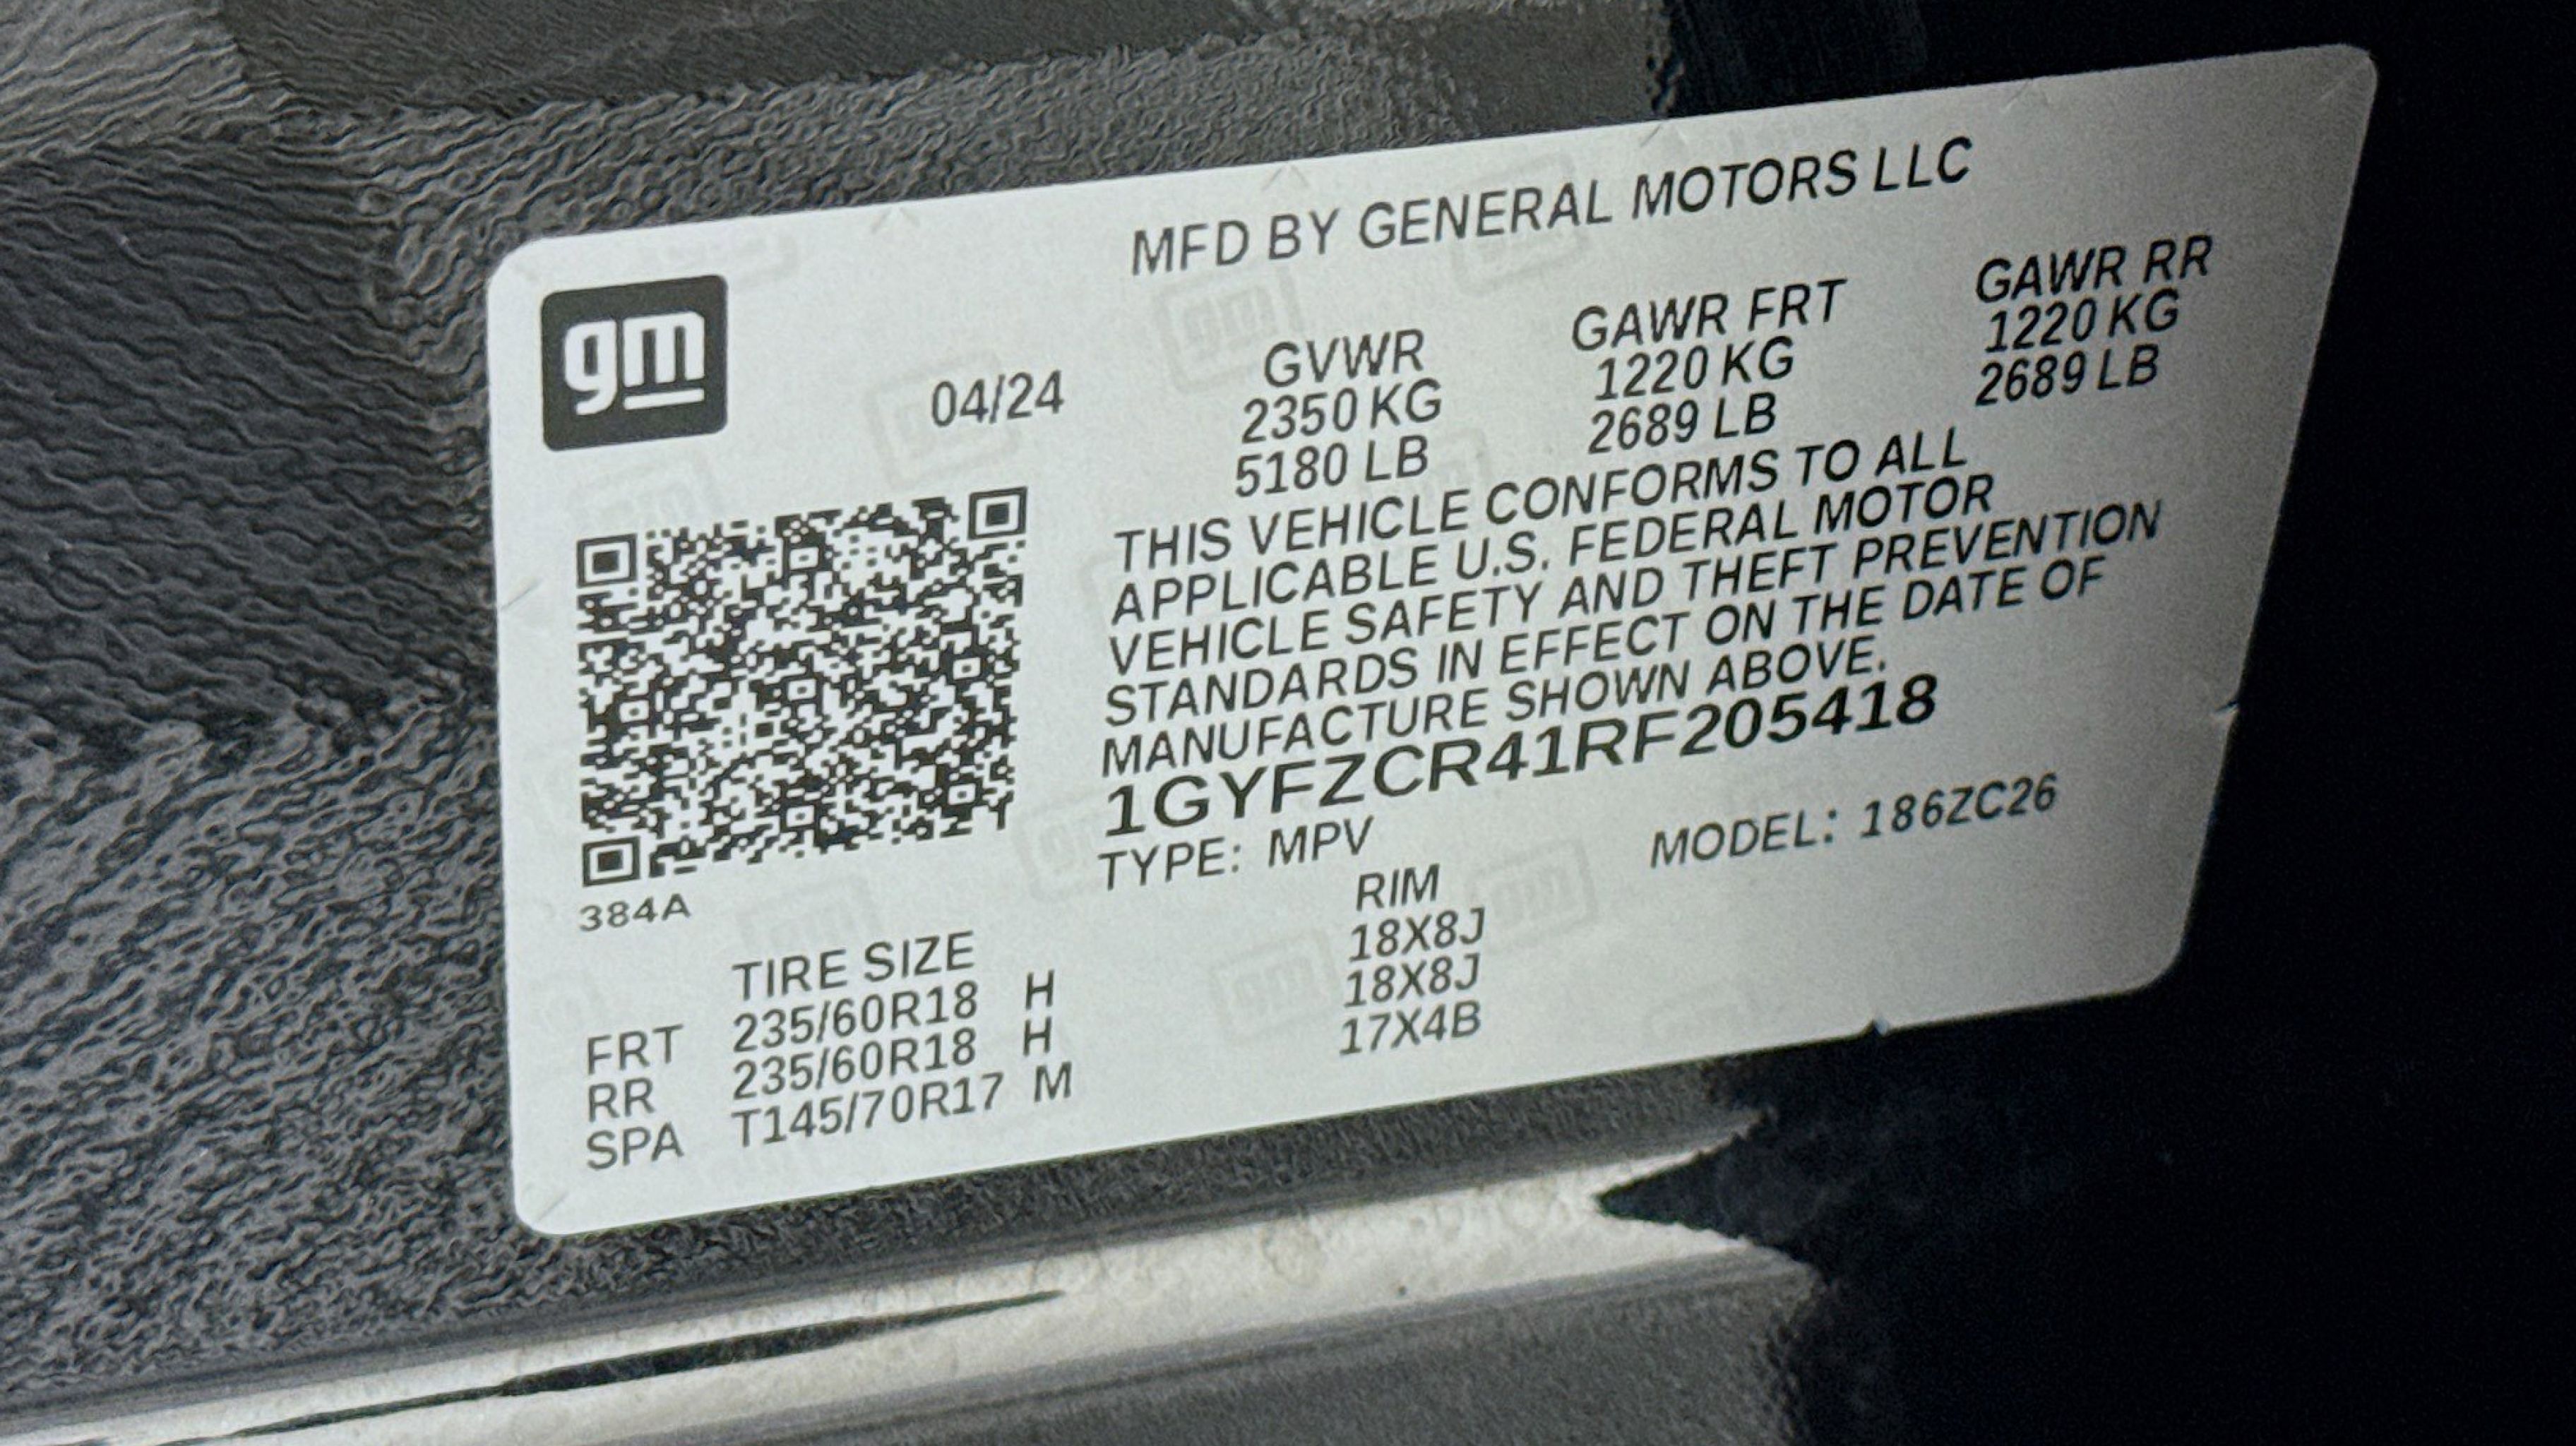 MFD BY GENERAL MOTORS LLC
gm
04/24
GVWR GAWR FRT GAWR RR
2350 KG 1220 KG 1220 KG
5180 LB 2689 LB 2689 LB
THIS VEHICLE CONFORMS TO ALL
APPLICABLE U.S. FEDERAL MOTOR
VEHICLE SAFETY AND THEFT PREVENTION
STANDARDS IN EFFECT ON THE DATE OF
MANUFACTURE SHOWN ABOVE.
1GYFZCR41RF205418
TYPE: MPV MODEL: 186ZC26
384A
TIRE SIZE RIM
FRT 235/60R18 H 18X8J
RR 235/60R18 H 18X8J
SPA T145/70R17 M 17X4B